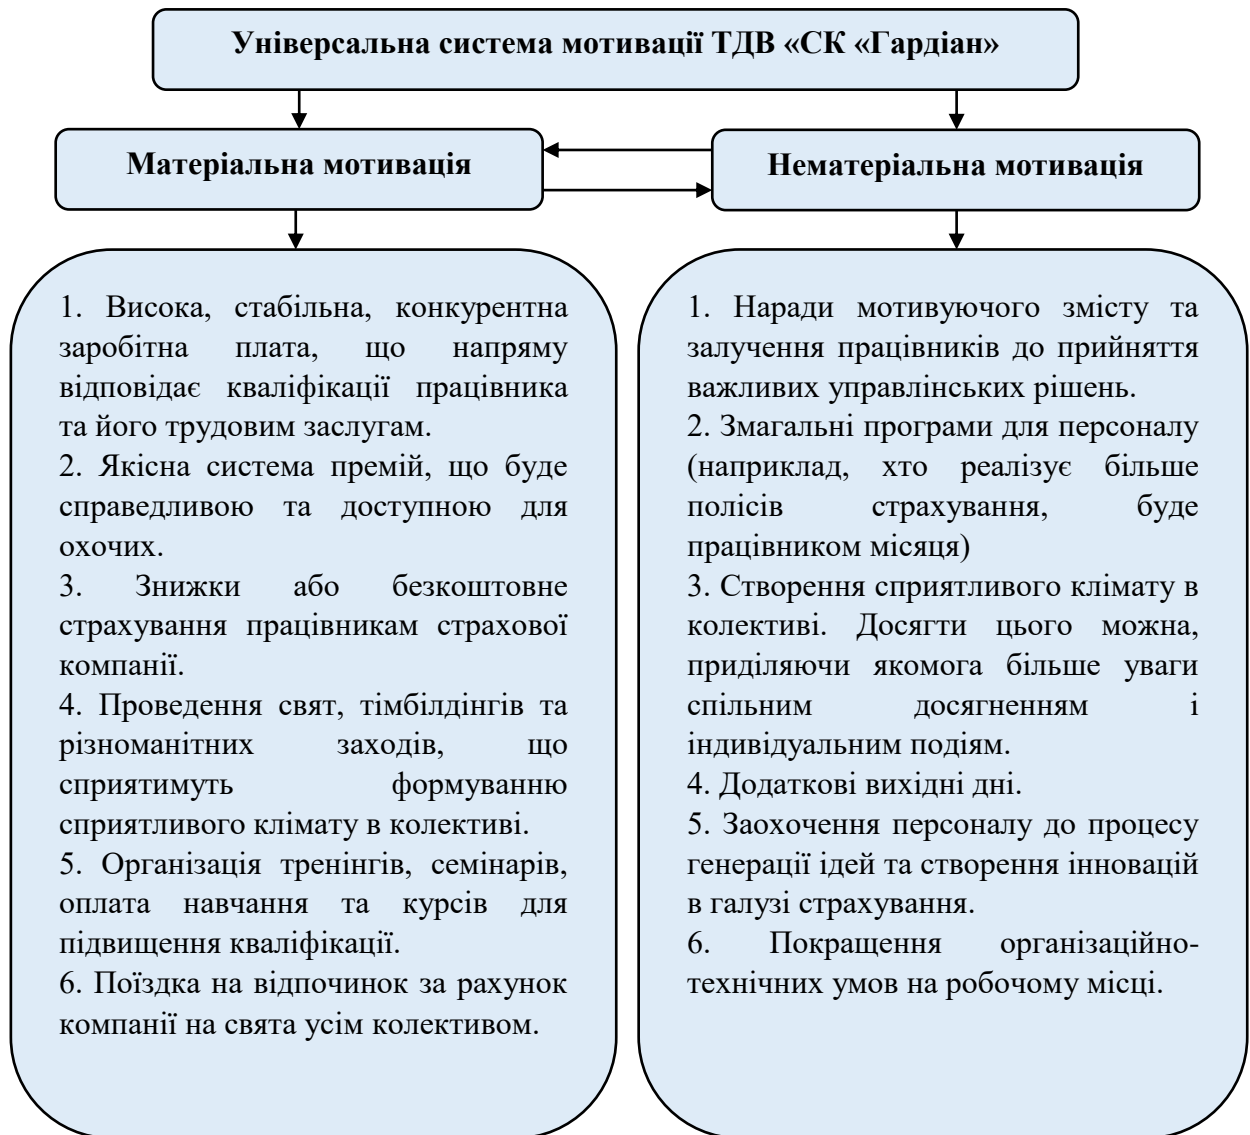 Універсальна система мотивації ТДВ «СК «Гардіан»
Матеріальна мотивація
Нематеріальна мотивація
1. Висока, стабільна, конкурентна
заробітна плата, що напряму
відповідає кваліфікації працівника
та його трудовим заслугам.
2. Якісна система премій, що буде
справедливою та доступною для
охочих.
3. Знижки або безкоштовне
страхування працівникам страхової
компанії.
4. Проведення свят, тімбілдінгів та
різноманітних заходів, що
сприятимуть формуванню
сприятливого клімату в колективі.
5. Організація тренінгів, семінарів,
оплата навчання та курсів для
підвищення кваліфікації.
6. Поїздка на відпочинок за рахунок
компанії на свята усім колективом.
1. Наради мотивуючого змісту та
залучення працівників до прийняття
важливих управлінських рішень.
2. Змагальні програми для персоналу
(наприклад, хто реалізує більше
полісів страхування, буде
працівником місяця)
3. Створення сприятливого клімату в
колективі. Досягти цього можна,
приділяючи якомога більше уваги
спільним досягненням і
індивідуальним подіям.
4. Додаткові вихідні дні.
5. Заохочення персоналу до процесу
генерації ідей та створення інновацій
в галузі страхування.
6. Покращення організаційно-
технічних умов на робочому місці.